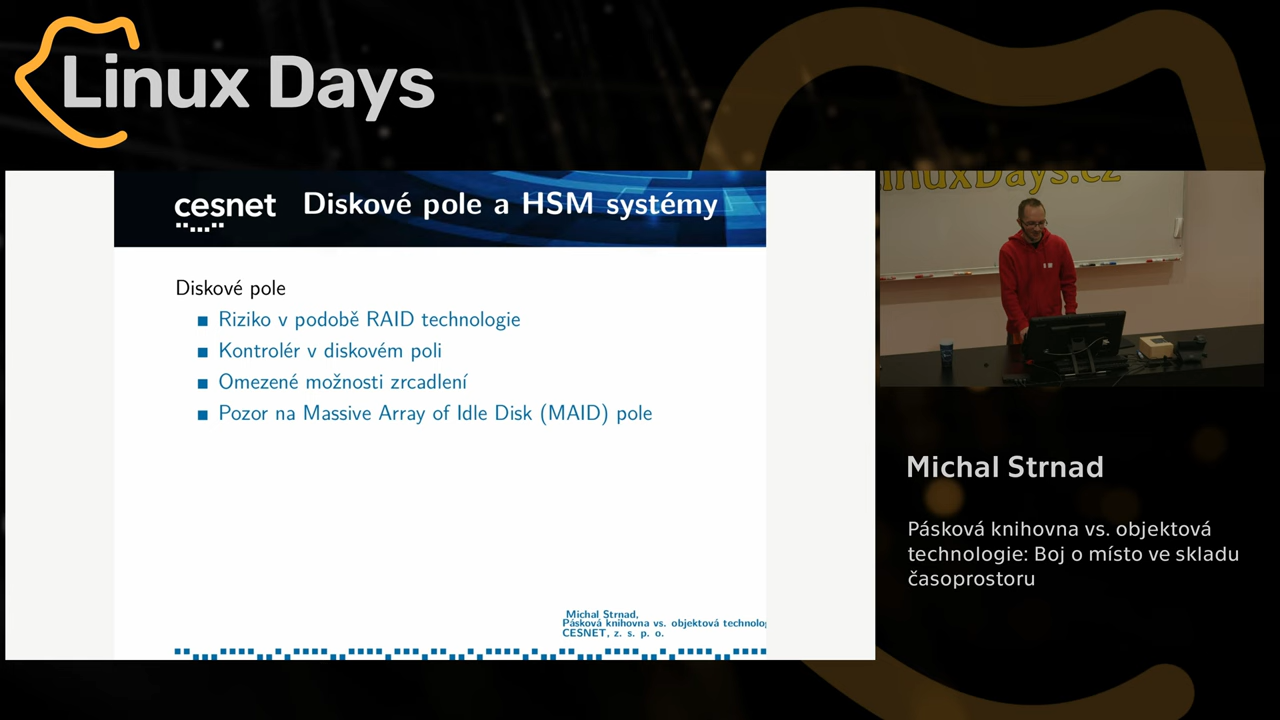 Linux Days
cesnet
Diskové pole a HSM systémy
Diskové pole
Riziko v podobě RAID technologie
Kontrolér v diskovém poli
Omezené možnosti zrcadlení
Pozor na Massive Array of Idle Disk (MAID) pole
Michal Strnad,
Pásková knihovna vs. objektová technolog
CESNET, z. s. p. o.
LinuxDays.cz
Michal Strnad
Pásková knihovna vs. objektová
technologie: Boj o místo ve skladu
časoprostoru